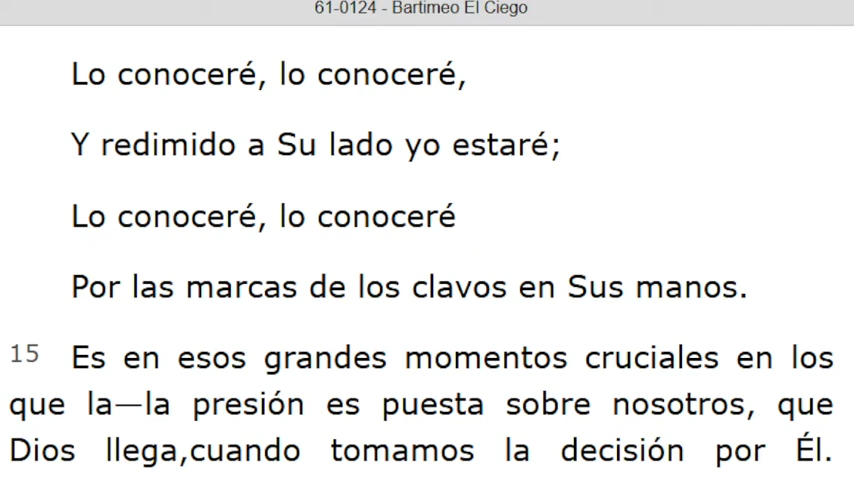 61-0124 - Bartimeo El Ciego
Lo conoceré, lo conoceré,
Y redimido a Su lado yo estaré;
Lo conoceré, lo conoceré
Por las marcas de los clavos en Sus manos.
15 Es en esos grandes momentos cruciales en los
que la—la presión es puesta sobre nosotros, que
Dios llega,cuando tomamos la decisión por Él.